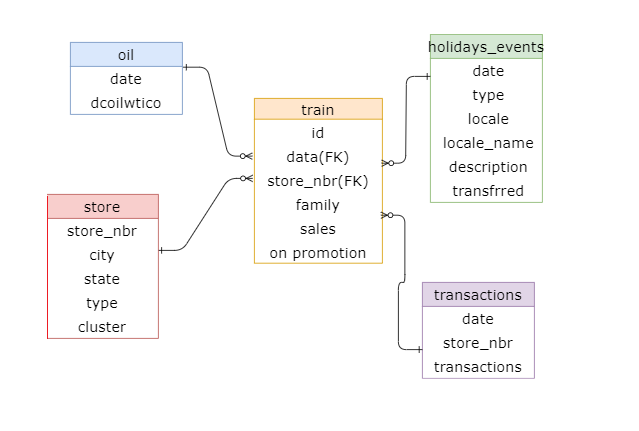 oil
date
dcoilwtico
holidays_events
date
type
locale
locale_name
description
transfrred
train
id
data(FK)
store_nbr(FK)
family
sales
on promotion
store
store_nbr
city
state
type
cluster
transactions
date
store_nbr
transactions